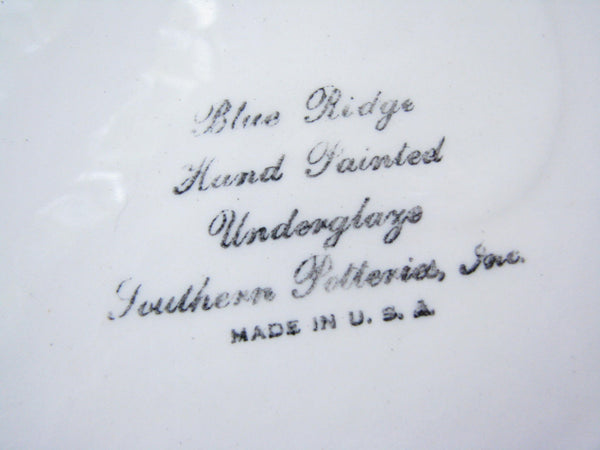 Blue Ridge
Hand Painted
Underglaze
Southern Potteries, Inc.
MADE IN U. S. A.